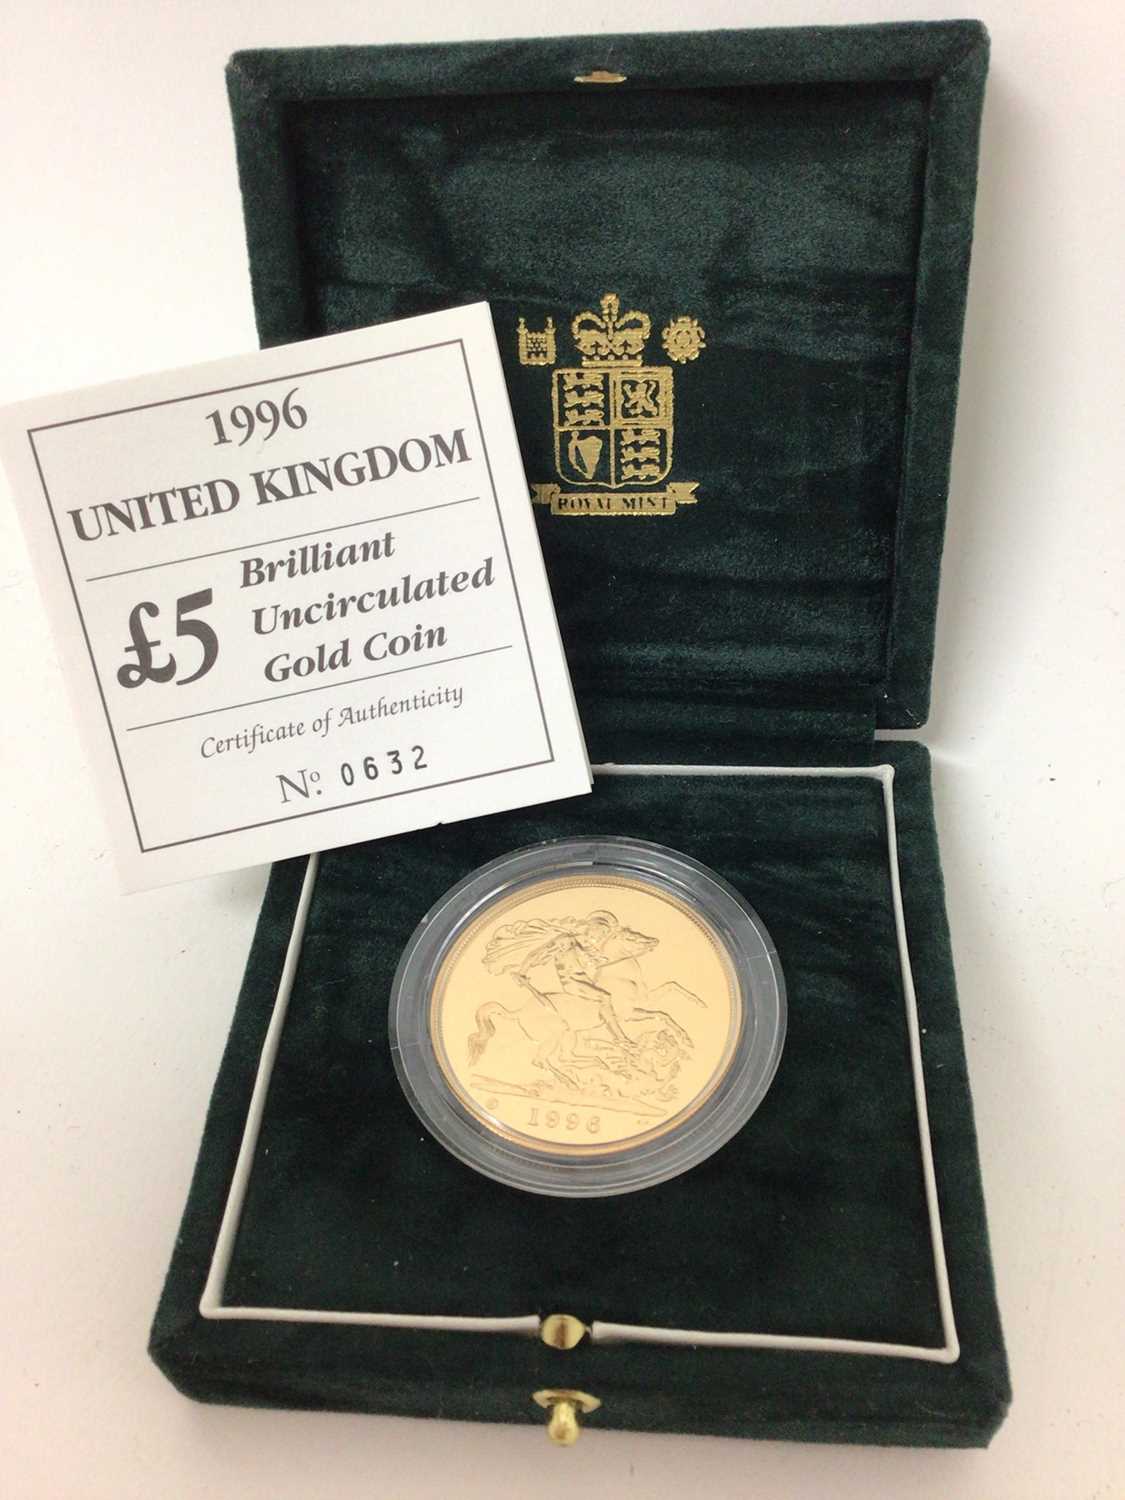 1996
UNITED KINGDOM
£5 Brilliant
Uncirculated
Gold Coin
Certificate of Authenticity
Nº. 0632
ROYAL MINT
1996